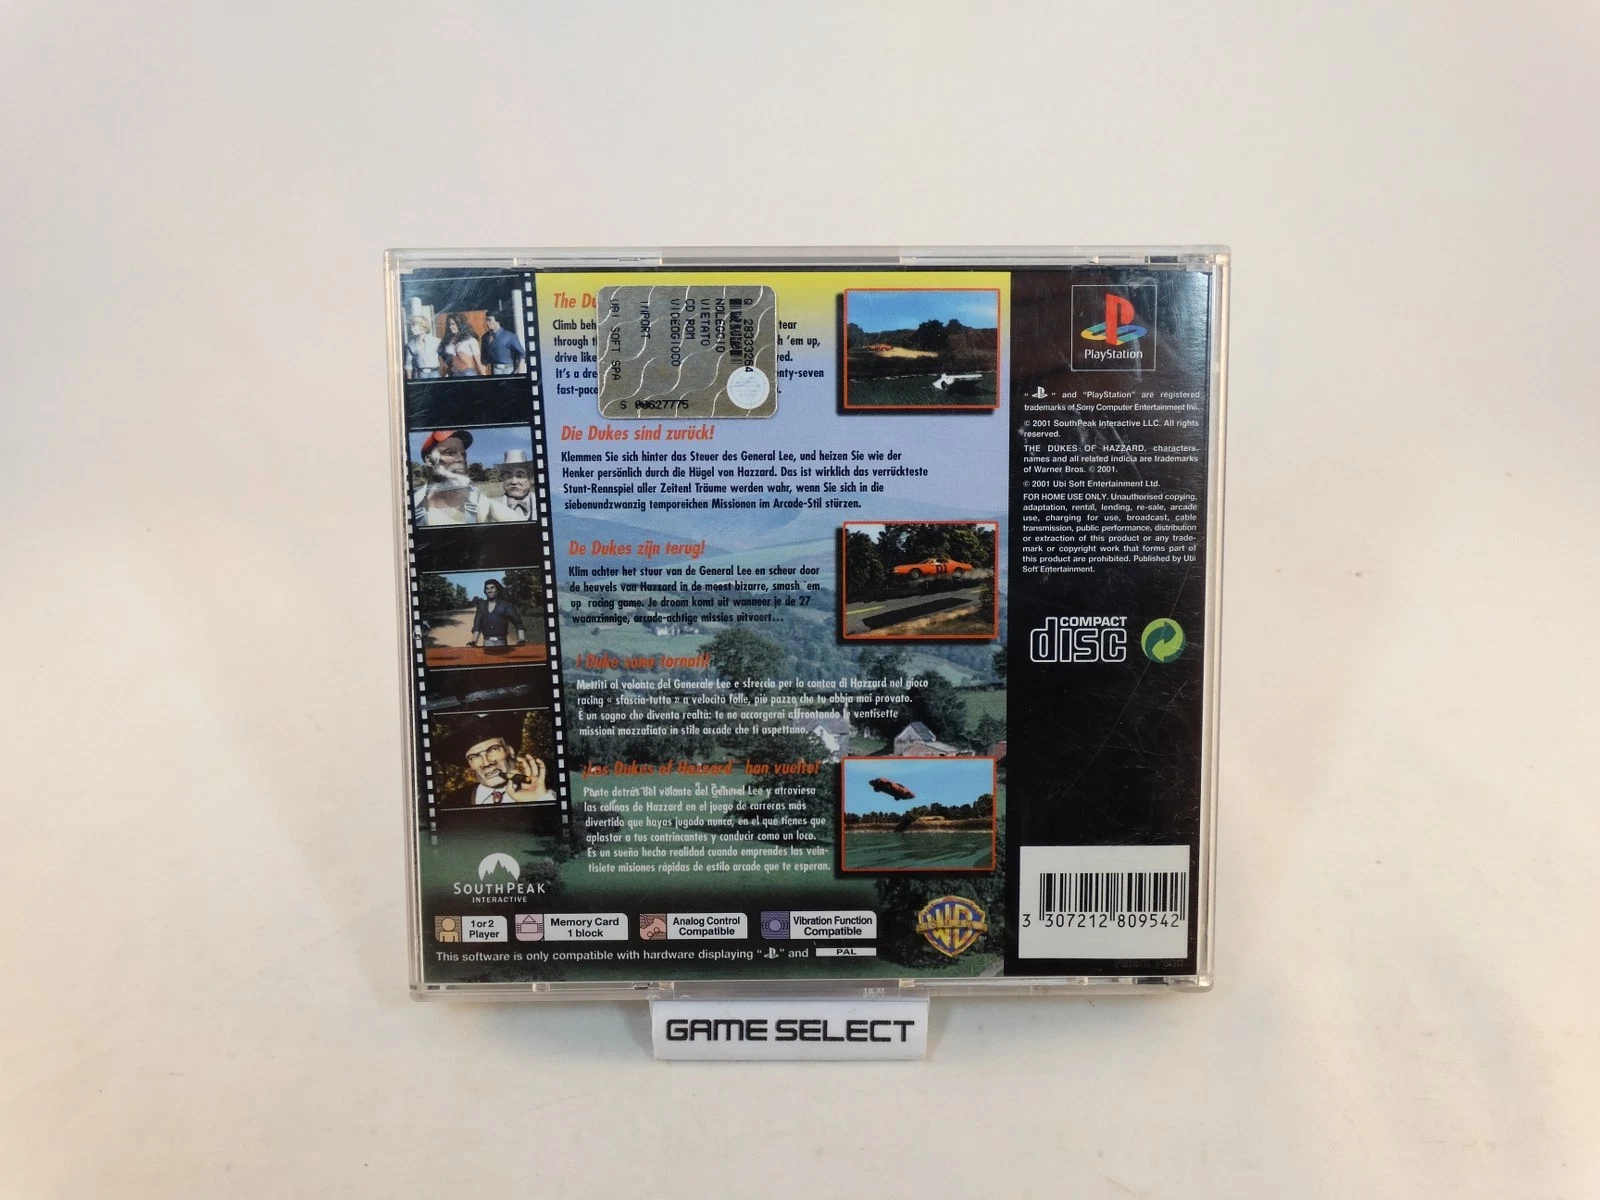 The Du
Climb beh
tear
through t
h 'em up,
drive like
ved.
It's a dre
enty-seven
fast-pace
Q 28333264
NOLEGGIO
VIETATO
CD ROM
VIDEOGIOCO
IMPORT
UBI SOFT SPA
S 00627775
Die Dukes sind zurück!
Klemmen Sie sich hinter das Steuer des General Lee, und heizen Sie wie der
Henker persönlich durch die Hügel von Hazzard. Das ist wirklich das verrückteste
Stunt-Rennspiel aller Zeiten! Träume werden wahr, wenn Sie sich in die
siebenundzwanzig temporeichen Missionen im Arcade-Stil stürzen.
De Dukes zijn terug!
Klim achter het stuur van de General Lee en scheur door
de heuvels van Hazzard in de meest bizarre, smash 'em
up racing game. Je droom komt uit wanneer je de 27
waanzinnige, arcade-achtige missies uitvoert...
I Duke sono tornati!
Mettiti al volante del Generale Lee e sfreccia per la contea di Hazzard nel gioco
racing « sfascia-tutto » a velocità folle, più pazzo che tu abbia mai provato.
È un sogno che diventa realtà: te ne accorgerai affrontando le ventisette
missioni mozzafiato in stile arcade che ti aspettano.
¡Los Dukes of Hazzard han vuelto!
Ponte detrás del volante del General Lee y atraviesa
las colinas de Hazzard en el juego de carreras más
divertido que hayas jugado nunca, en el que tienes que
aplastar a tus contrincantes y conducir como un loco.
Es un sueño hecho realidad cuando emprendes las vein-
tisiete misiones rápidas de estilo arcade que te esperan.
01
SOUTHPEAK
INTERACTIVE
1 or 2
Player
Memory Card
1 block
Analog Control
Compatible
Vibration Function
Compatible
This software is only compatible with hardware displaying " " and PAL
WB
PlayStation
" " and "PlayStation" are registered
trademarks of Sony Computer Entertainment Inc.
© 2001 SouthPeak Interactive LLC. All rights
reserved.
THE DUKES OF HAZZARD, characters,
names and all related indicia are trademarks
of Warner Bros. © 2001.
© 2001 Ubi Soft Entertainment Ltd.
FOR HOME USE ONLY. Unauthorised copying,
adaptation, rental, lending, re-sale, arcade
use, charging for use, broadcast, cable
transmission, public performance, distribution
or extraction of this product or any trade-
mark or copyright work that forms part of
this product are prohibited. Published by Ubi
Soft Entertainment.
COMPACT
disc
3 307212 809542
GAME SELECT